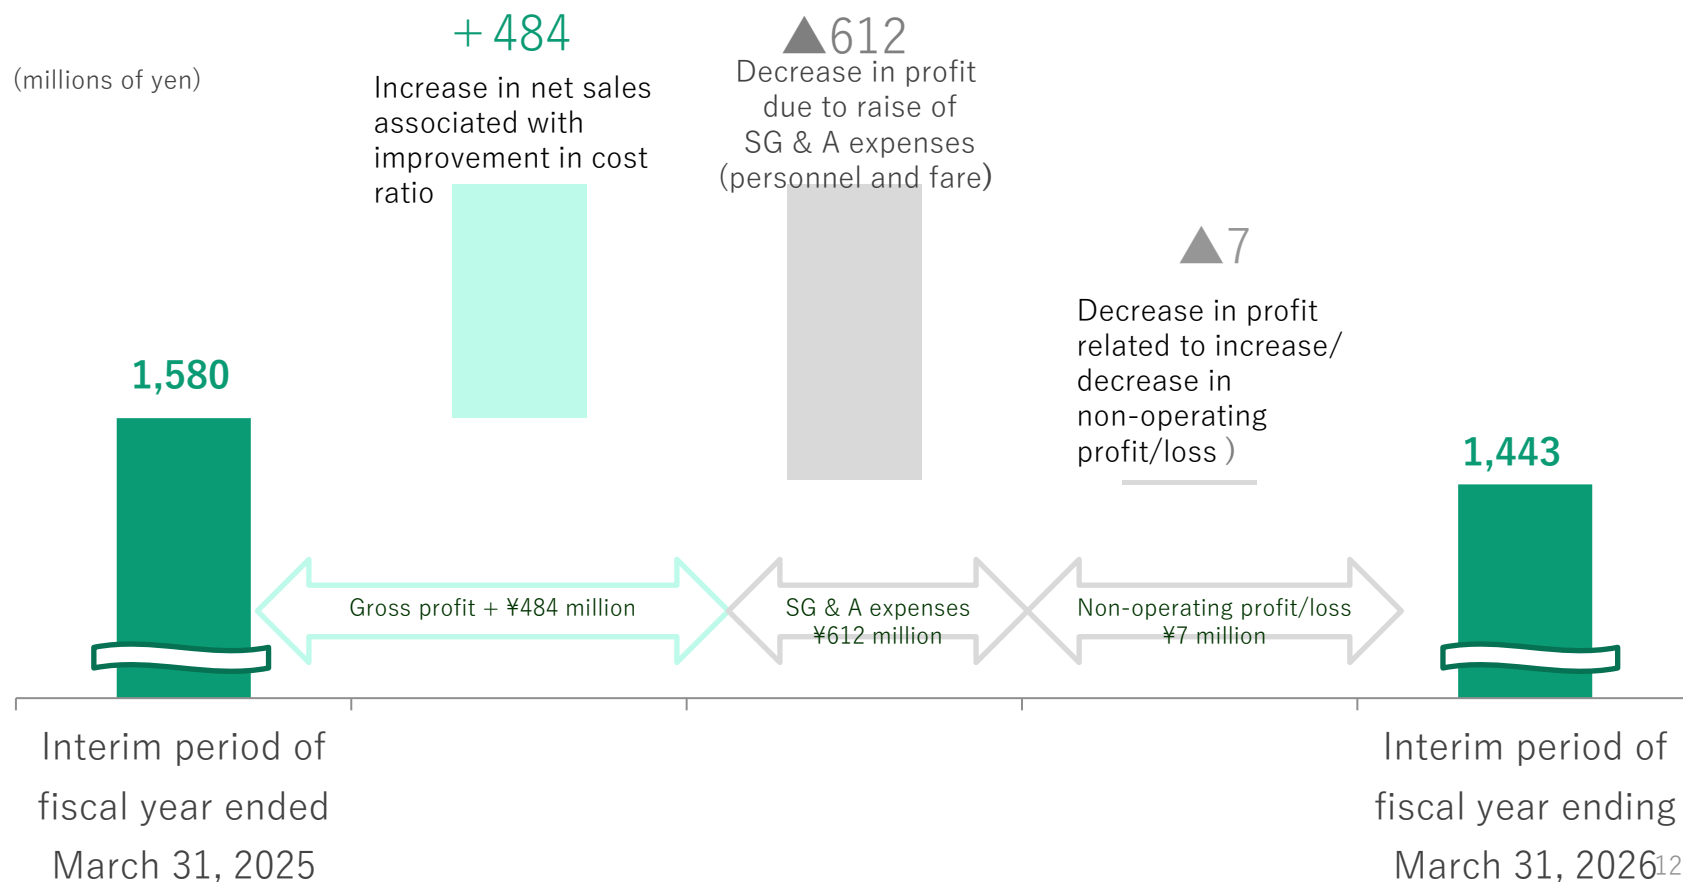 (millions of yen)
+484
Increase in net sales
associated with
improvement in cost
ratio
▲612
Decrease in profit
due to raise of
SG & A expenses
(personnel and fare)
▲7
Decrease in profit
related to increase/
decrease in
non-operating
profit/loss )
1,580
1,443
Gross profit + ¥484 million
SG & A expenses
¥612 million
Non-operating profit/loss
¥7 million
Interim period of
fiscal year ended
March 31, 2025
Interim period of
fiscal year ending
March 31, 2026
12